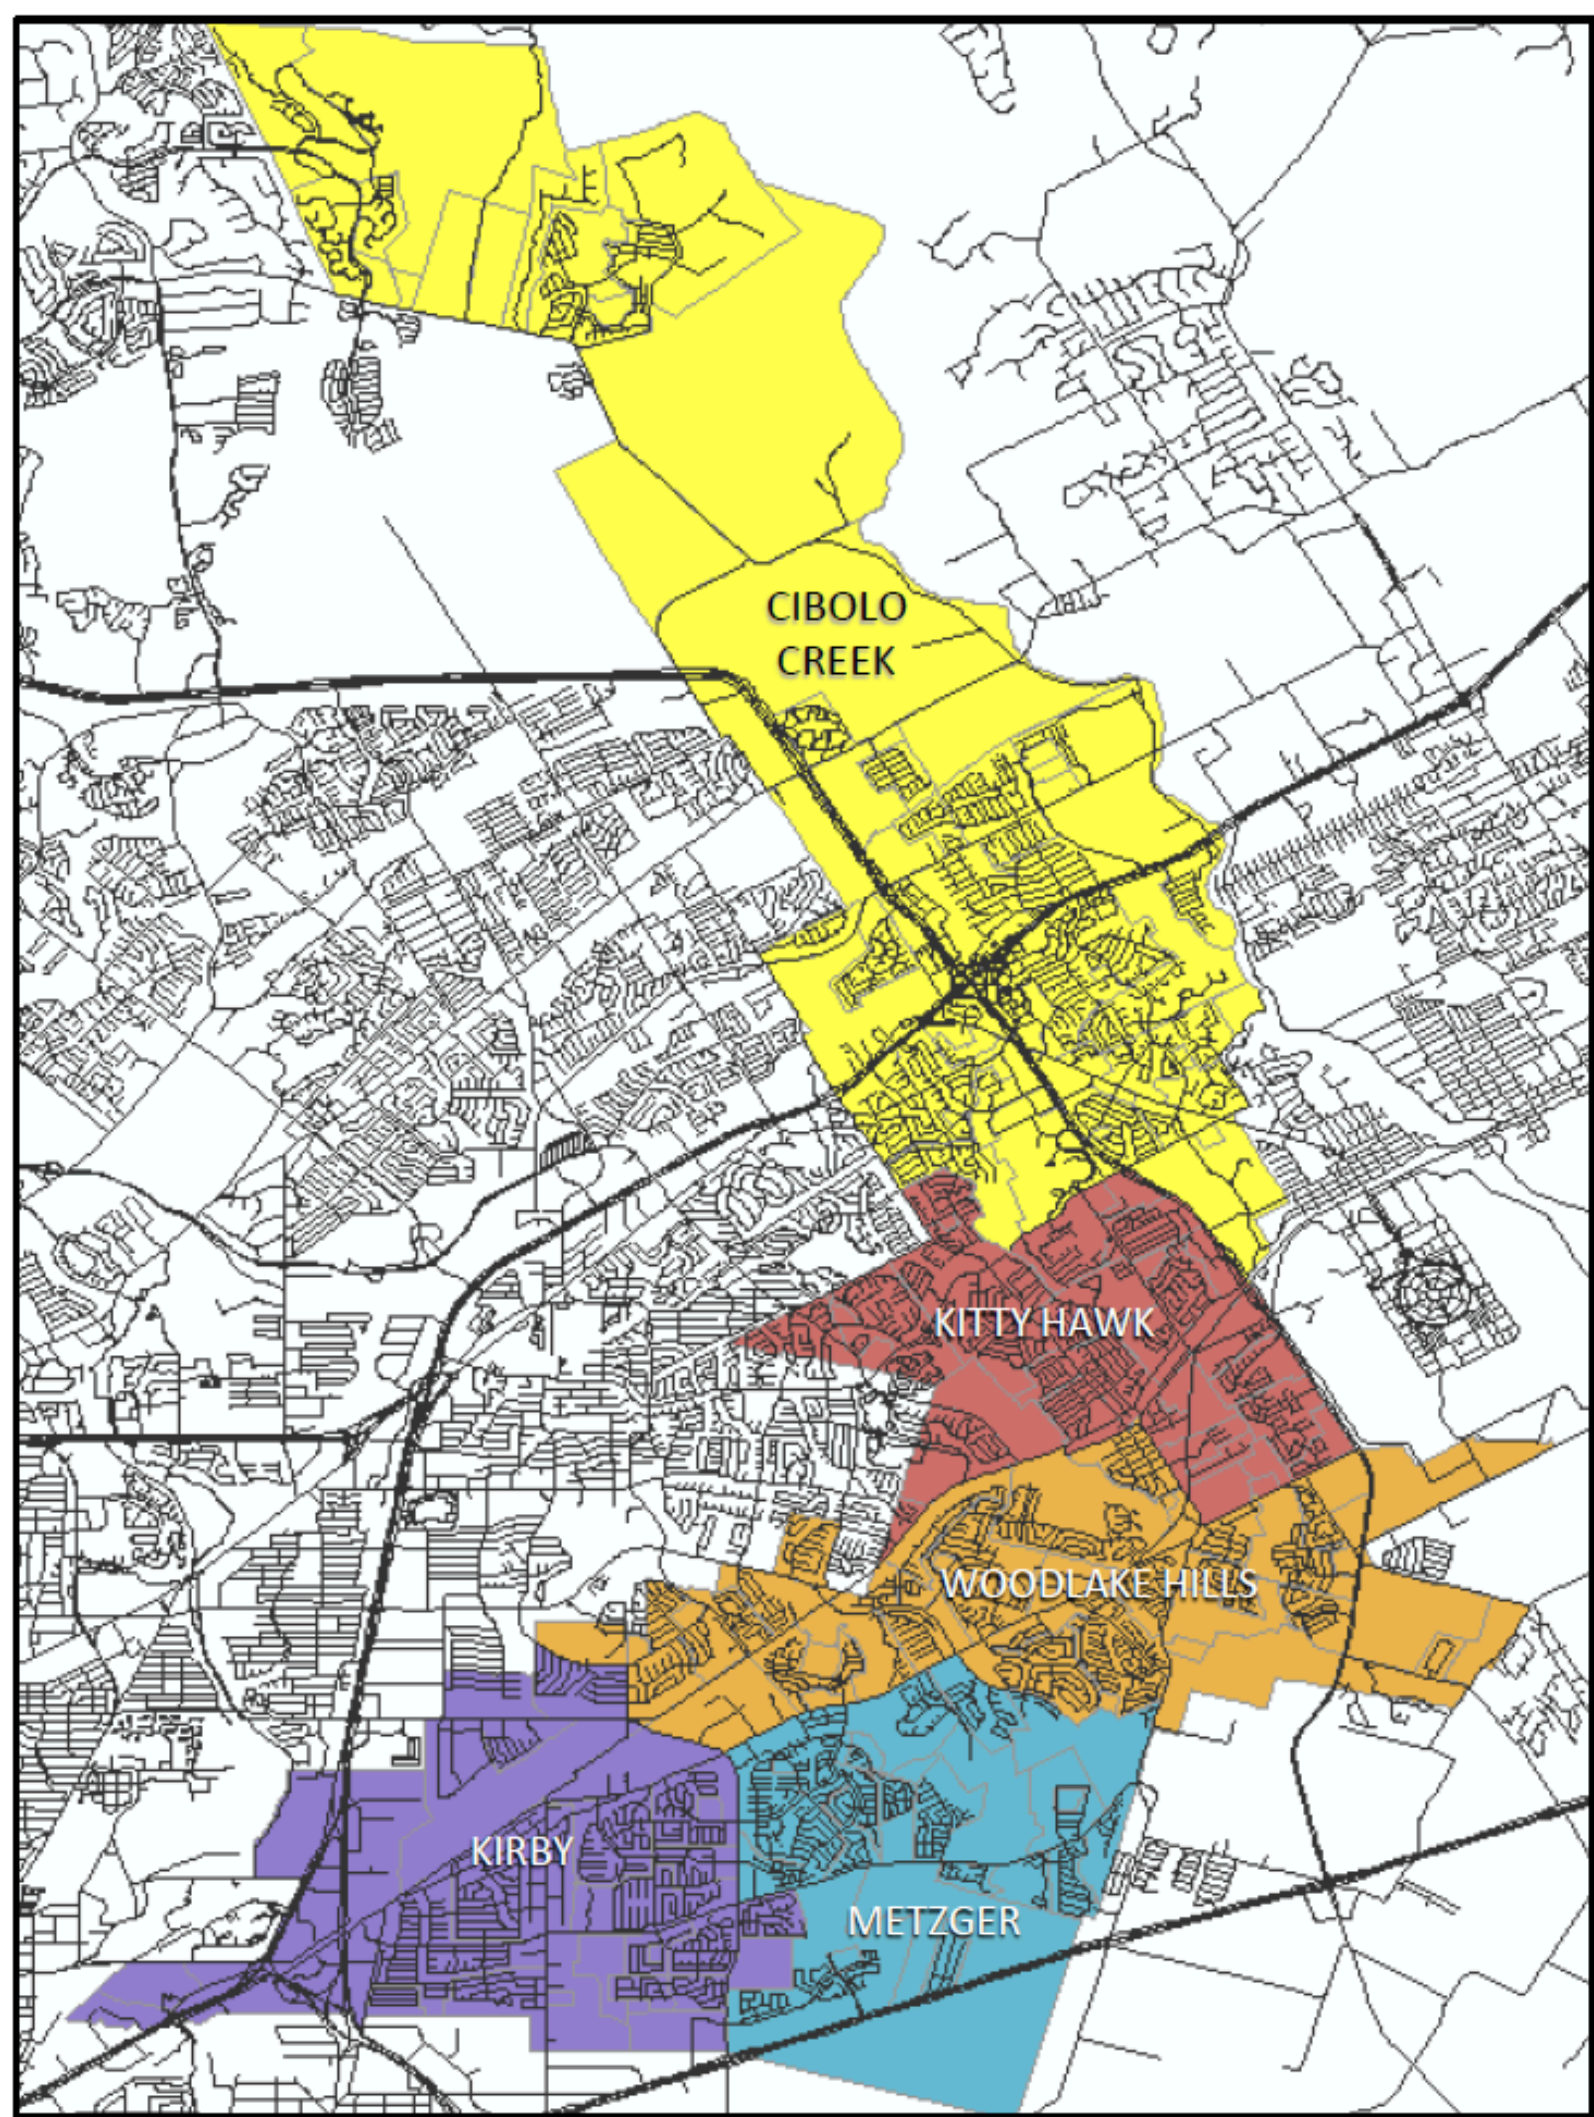 CIBOLO
CREEK
KITTY HAWK
WOODLAKE HILLS
KIRBY
METZGER